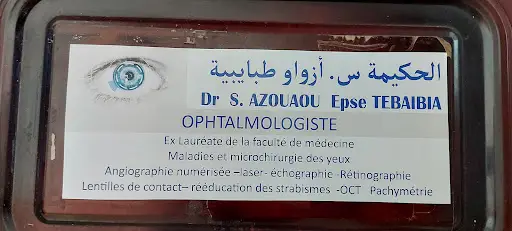 الحكيمة س. أزواو طبايبية
Dr S. AZOUAOU Epse TEBAIBIA
OPHTALMOLOGISTE
Ex Lauréate de la faculté de médecine
Maladies et microchirurgie des yeux
Angiographie numerisée –laser- échographie -Rétinographie
Lentilles de contact– rééducation des strabismes -OCT Pachymétrie